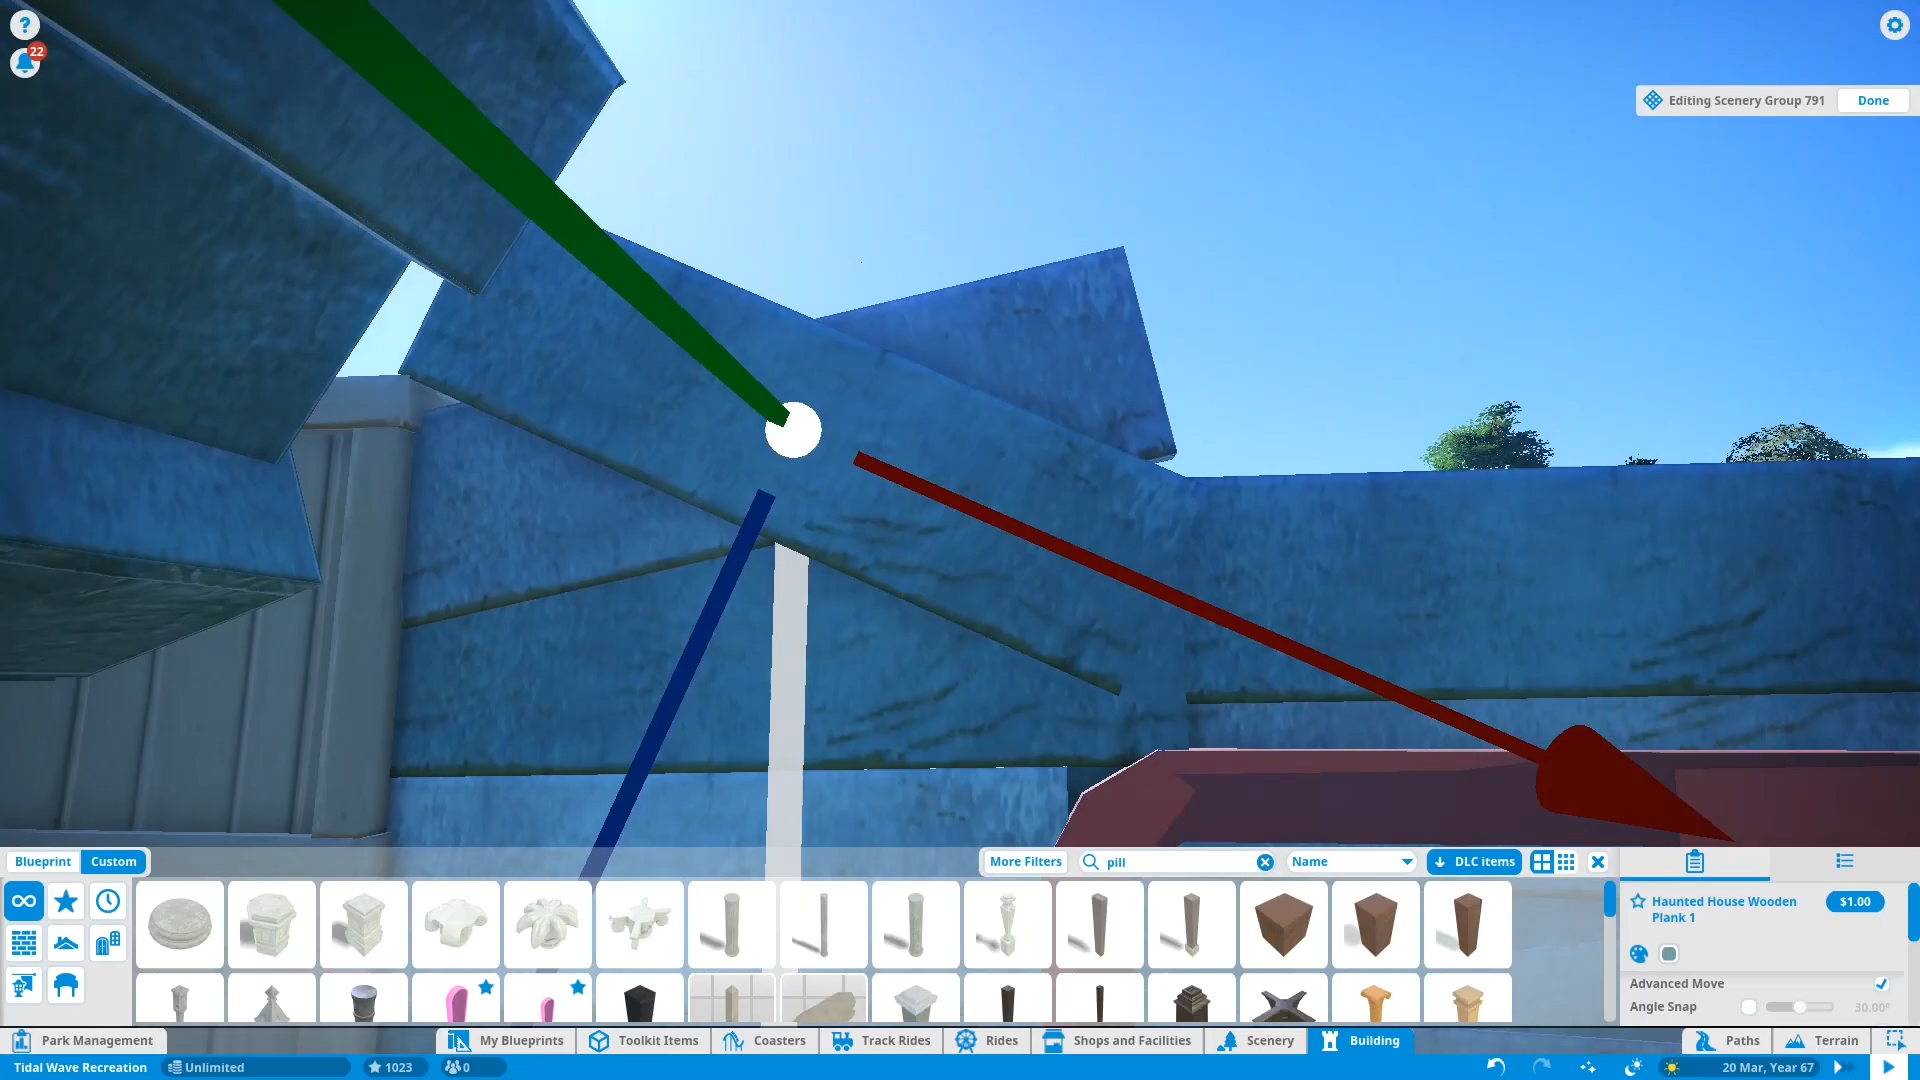 ?
22
Editing Scenery Group 791
Done
Blueprint
Custom
More Filters
pill
Name
DLC items
Haunted House Wooden
Plank 1
$1.00
Advanced Move
Angle Snap
30.00°
Park Management
My Blueprints
Toolkit Items
Coasters
Track Rides
Rides
Shops and Facilities
Scenery
Building
Paths
Terrain
Tidal Wave Recreation
Unlimited
1023
0
20 Mar, Year 67